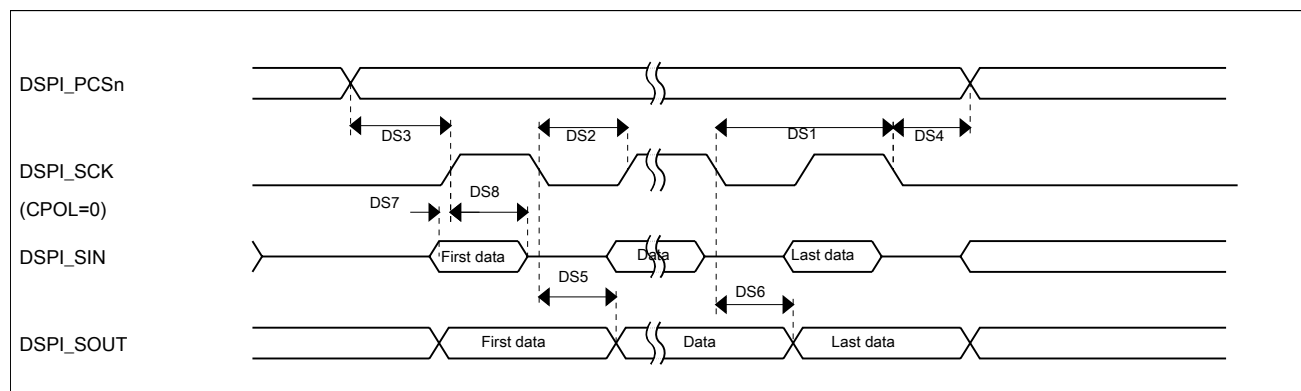 DSPI_PCSn
DS3
DS2
DS1
DS4
DSPI_SCK
(CPOL=0)
DS7
DS8
DSPI_SIN
First data
Data
Last data
DS5
DS6
DSPI_SOUT
First data
Data
Last data